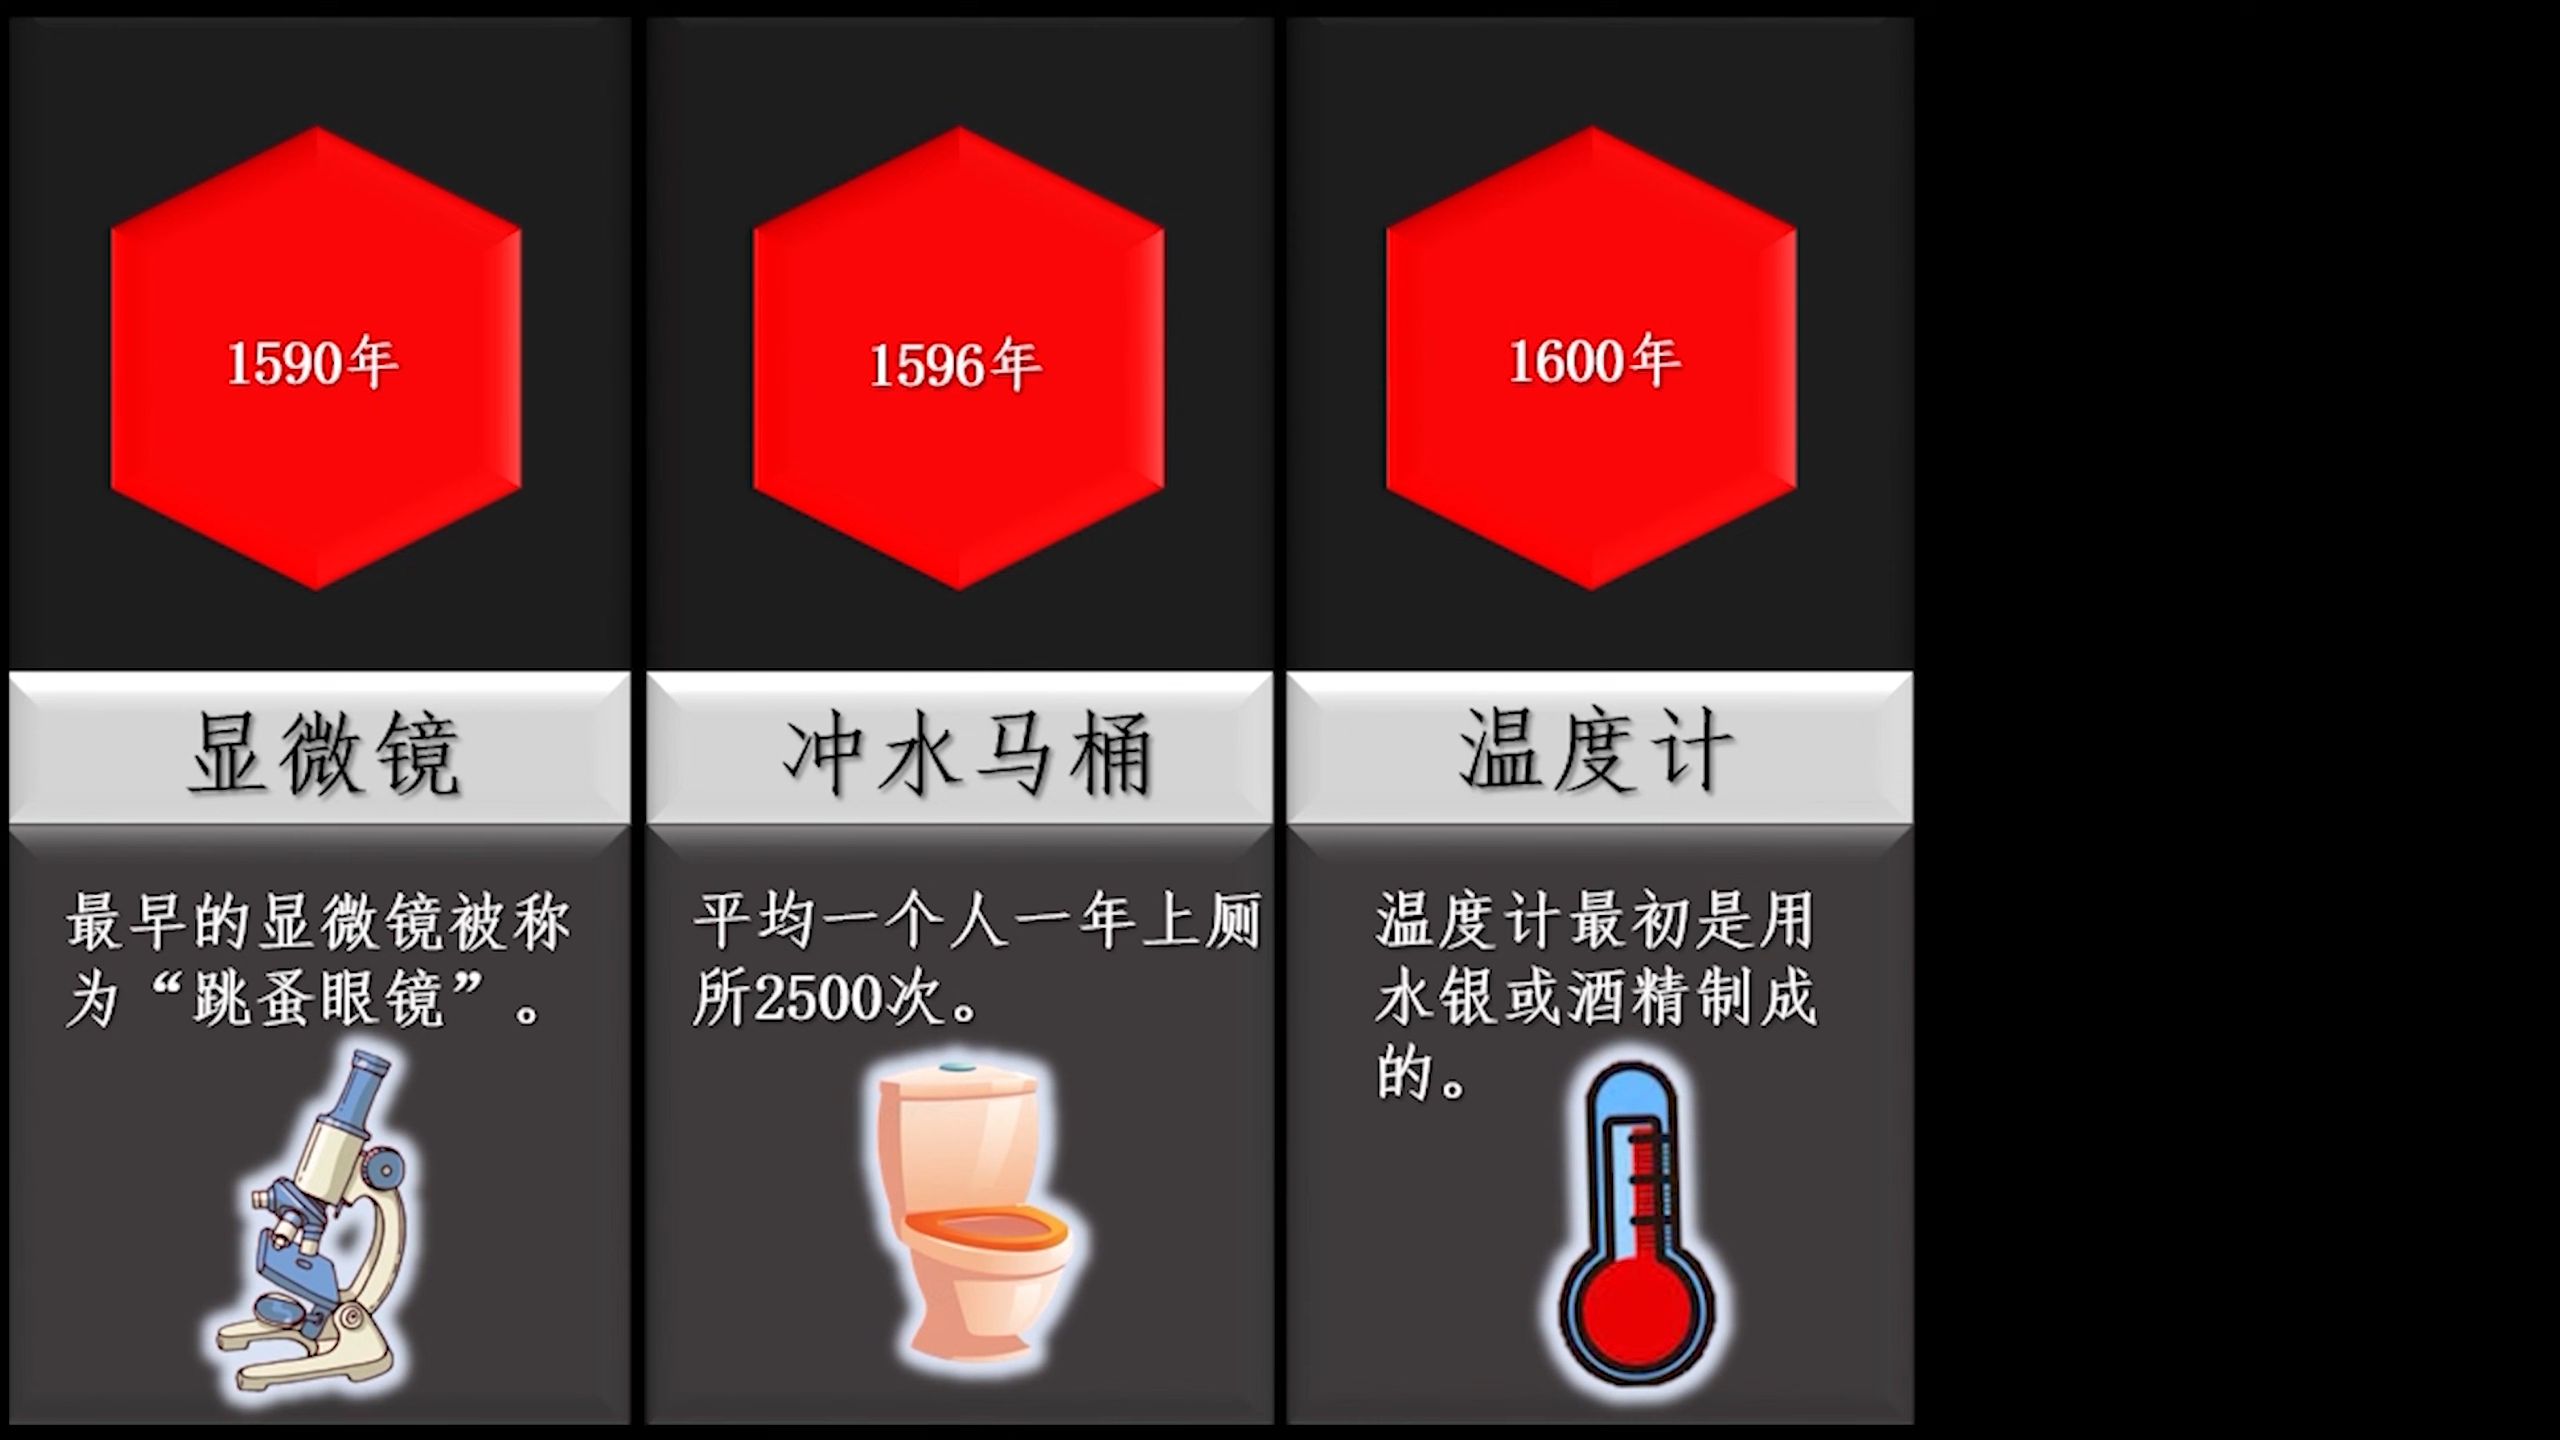 1590年
显微镜
最早的显微镜被称
为“跳蚤眼镜”。
1596年
冲水马桶
平均一个人一年上厕
所2500次。
1600年
温度计
温度计最初是用
水银或酒精制成
的。